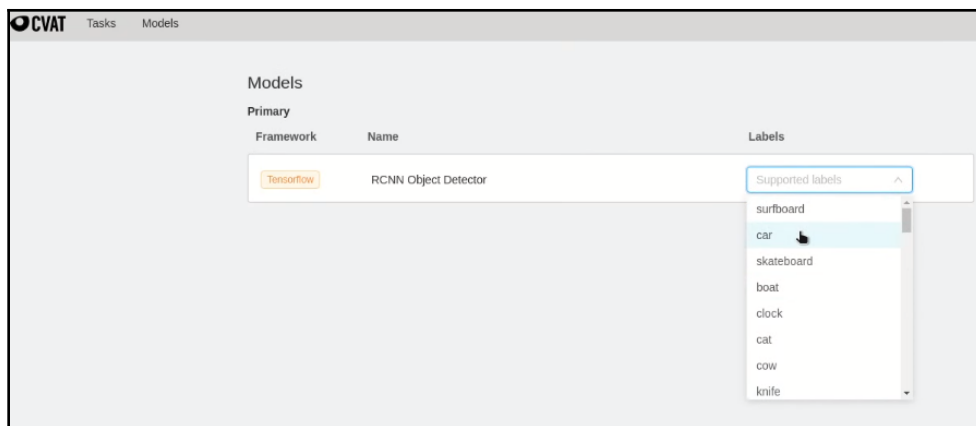 CVAT Tasks Models
Models
Primary
Framework Name Labels
Tensorflow RCNN Object Detector Supported labels
surfboard
car
skateboard
boat
clock
cat
cow
knife